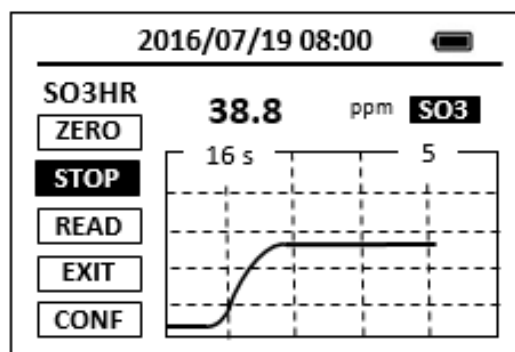 2016/07/19 08:00
SO3HR
38.8 ppm SO3
ZERO
16 s 5
STOP
READ
EXIT
CONF